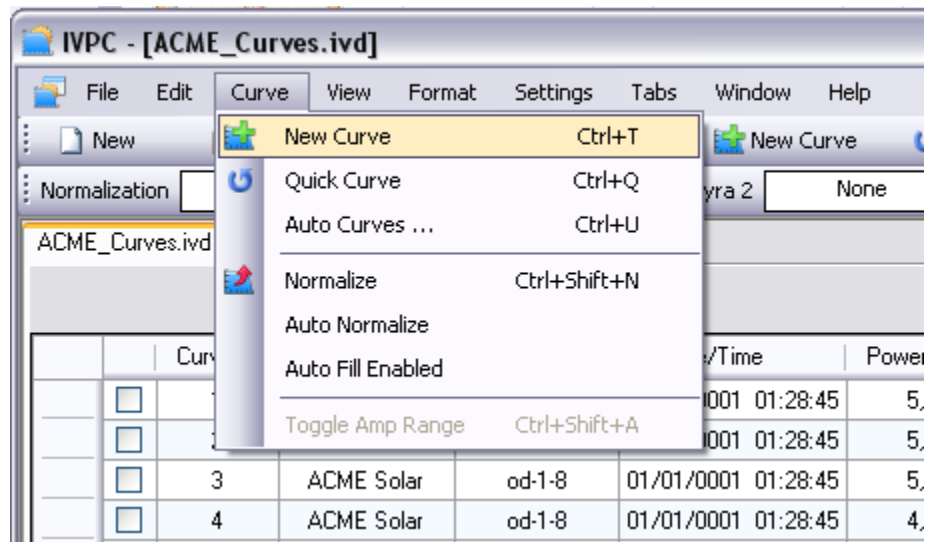 IVPC - [ACME_Curves.ivd]
File Edit Curve View Format Settings Tabs Window Help
New New Curve
New Curve Ctrl+T
Normalization None
Quick Curve Ctrl+Q
Auto Curves ... Ctrl+U
ACME_Curves.ivd
Normalize Ctrl+Shift+N
Auto Normalize
Auto Fill Enabled
Toggle Amp Range Ctrl+Shift+A
/Time Power
0001 01:28:45 5,
0001 01:28:45 5,
3 ACME Solar od-1-8 01/01/0001 01:28:45 5,
4 ACME Solar od-1-8 01/01/0001 01:28:45 4,